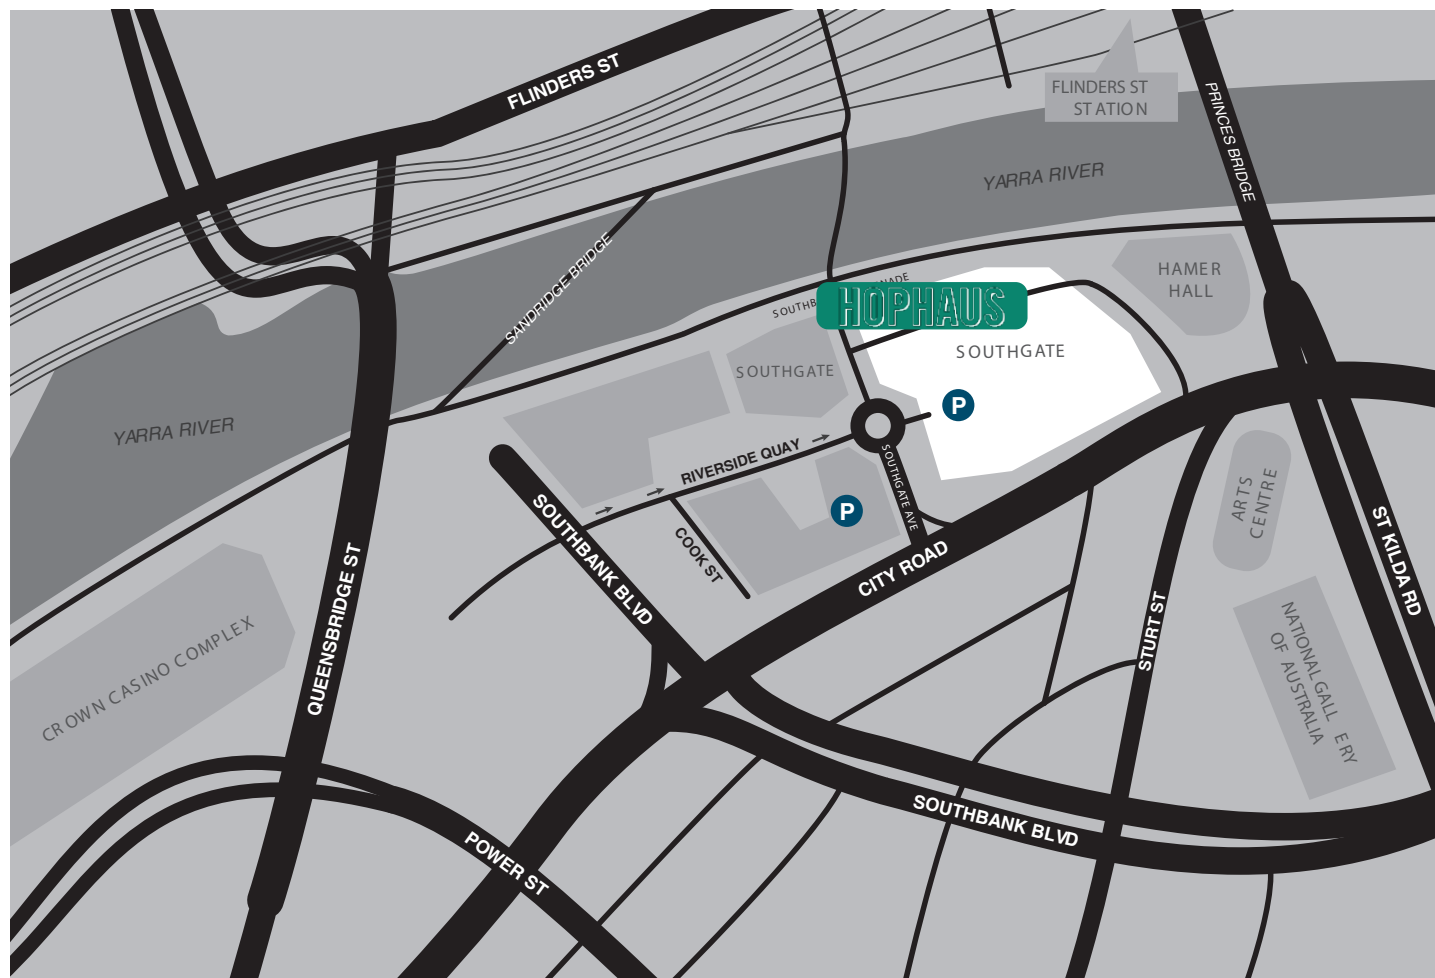 FLINDERS ST
FLINDERS ST
STATION
PRINCES BRIDGE
YARRA RIVER
SANDRIDGE BRIDGE
HAMER
HALL
HOPHAUS
SOUTHGATE
SOUTHGATE
P
YARRA RIVER
RIVERSIDE QUAY
SOUTHGATE AVE
ARTS
CENTRE
P
SOUTHBANK BLVD
COOK ST
CITY ROAD
ST KILDA RD
QUEENSBRIDGE ST
CROWN CASINO COMPLEX
STURT ST
NATIONAL GALLERY
OF AUSTRALIA
SOUTHBANK BLVD
POWER ST